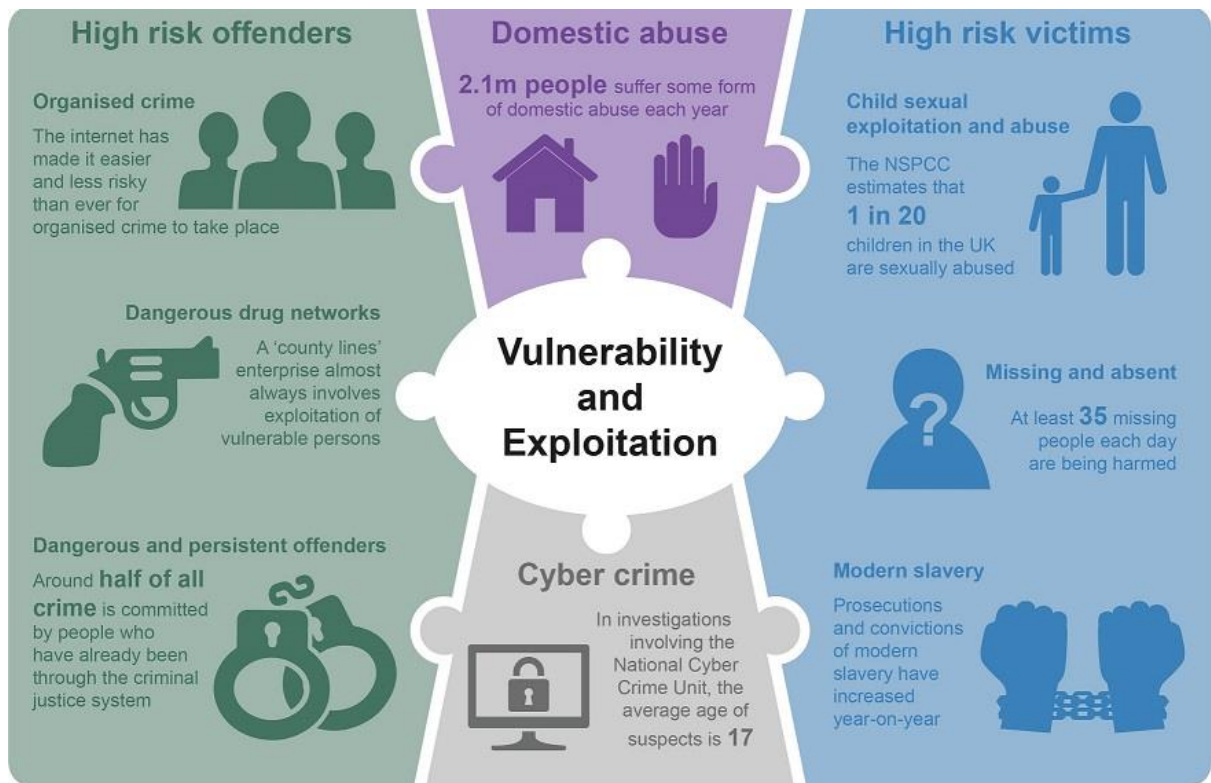 High risk offenders
Organised crime
The internet has
made it easier
and less risky
than ever for
organised crime to take place
Dangerous drug networks
A ‘county lines’
enterprise almost
always involves
exploitation of
vulnerable persons
Dangerous and persistent offenders
Around half of all
crime is committed
by people who
have already been
through the criminal
justice system
Domestic abuse
2.1m people suffer some form
of domestic abuse each year
Vulnerability
and
Exploitation
Cyber crime
In investigations
involving the
National Cyber
Crime Unit, the
average age of
suspects is 17
High risk victims
Child sexual
exploitation and abuse
The NSPCC
estimates that
1 in 20
children in the UK
are sexually abused
?
Missing and absent
At least 35 missing
people each day
are being harmed
Modern slavery
Prosecutions
and convictions
of modern
slavery have
increased
year-on-year